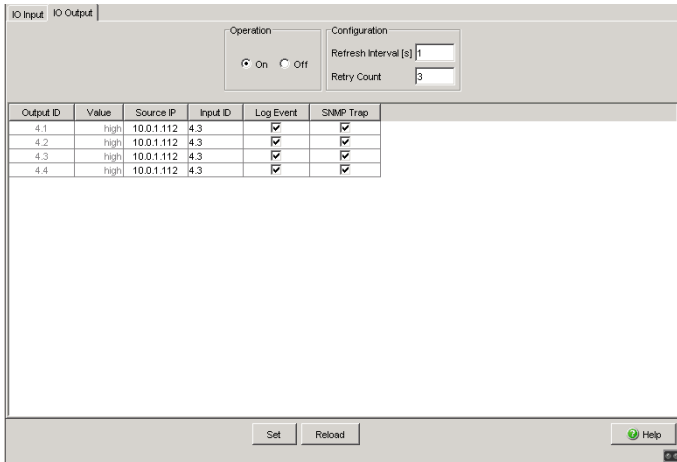 IO Input IO Output
Operation
On Off
Configuration
Refresh Interval [s] 1
Retry Count 3
Output ID Value Source IP Input ID Log Event SNMP Trap
4.1 high 10.0.1.112 4.3
4.2 high 10.0.1.112 4.3
4.3 high 10.0.1.112 4.3
4.4 high 10.0.1.112 4.3
Set Reload Help